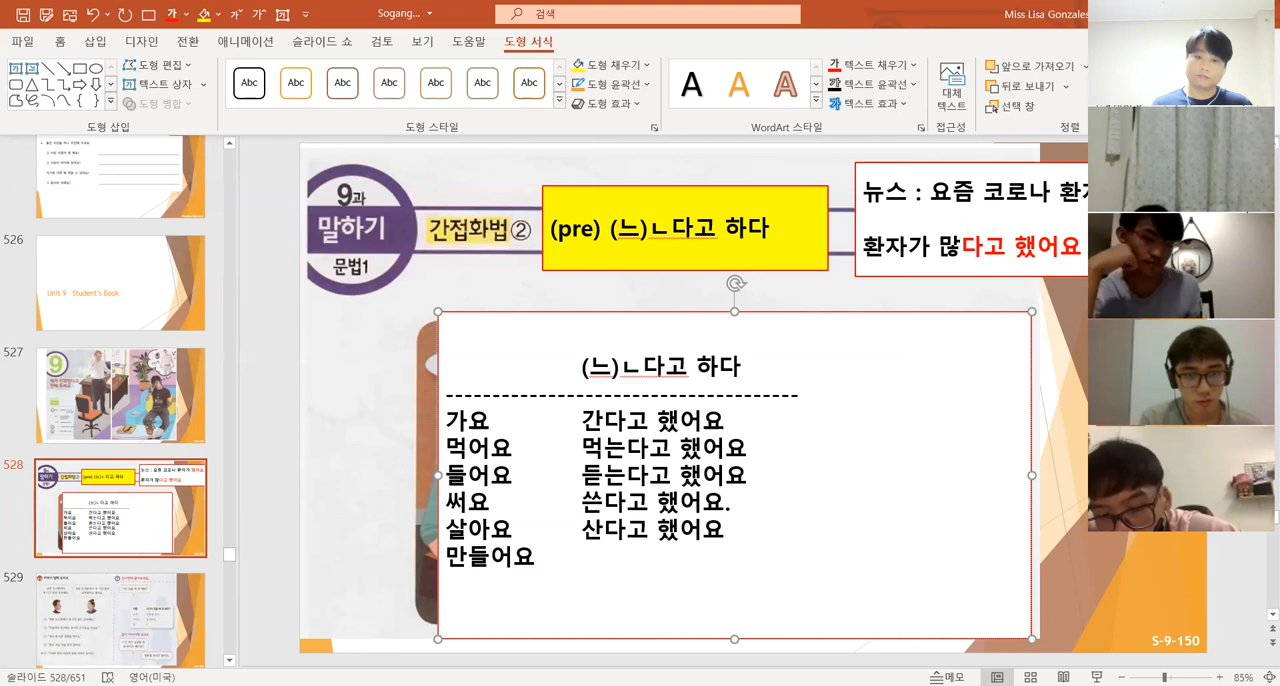 Sogang...
검색
Miss Lisa Gonzales
파일 홈 삽입 디자인 전환 애니메이션 슬라이드 쇼 검토 보기 도움말 도형 서식
도형 편집
텍스트 상자
도형 병합
도형 삽입
Abc Abc Abc Abc Abc Abc Abc
도형 채우기
도형 윤곽선
도형 효과
도형 스타일
A A A
텍스트 채우기
텍스트 윤곽선
텍스트 효과
WordArt 스타일
대체
텍스트
접근성
앞으로 가져오기
뒤로 보내기
선택 창
정렬
526
Unit 9 Student's Book
527
528
529
9과
말하기
문법1
간접화법②
(pre) (느)ㄴ다고 하다
뉴스 : 요즘 코로나
환자가 많다고 했어요
(느)ㄴ다고 하다
-------------------------------------
가요 간다고 했어요
먹어요 먹는다고 했어요
들어요 듣는다고 했어요
써요 쓴다고 했어요.
살아요 산다고 했어요
만들어요
S-9-150
슬라이드 528/651
영어(미국)
메모
85%